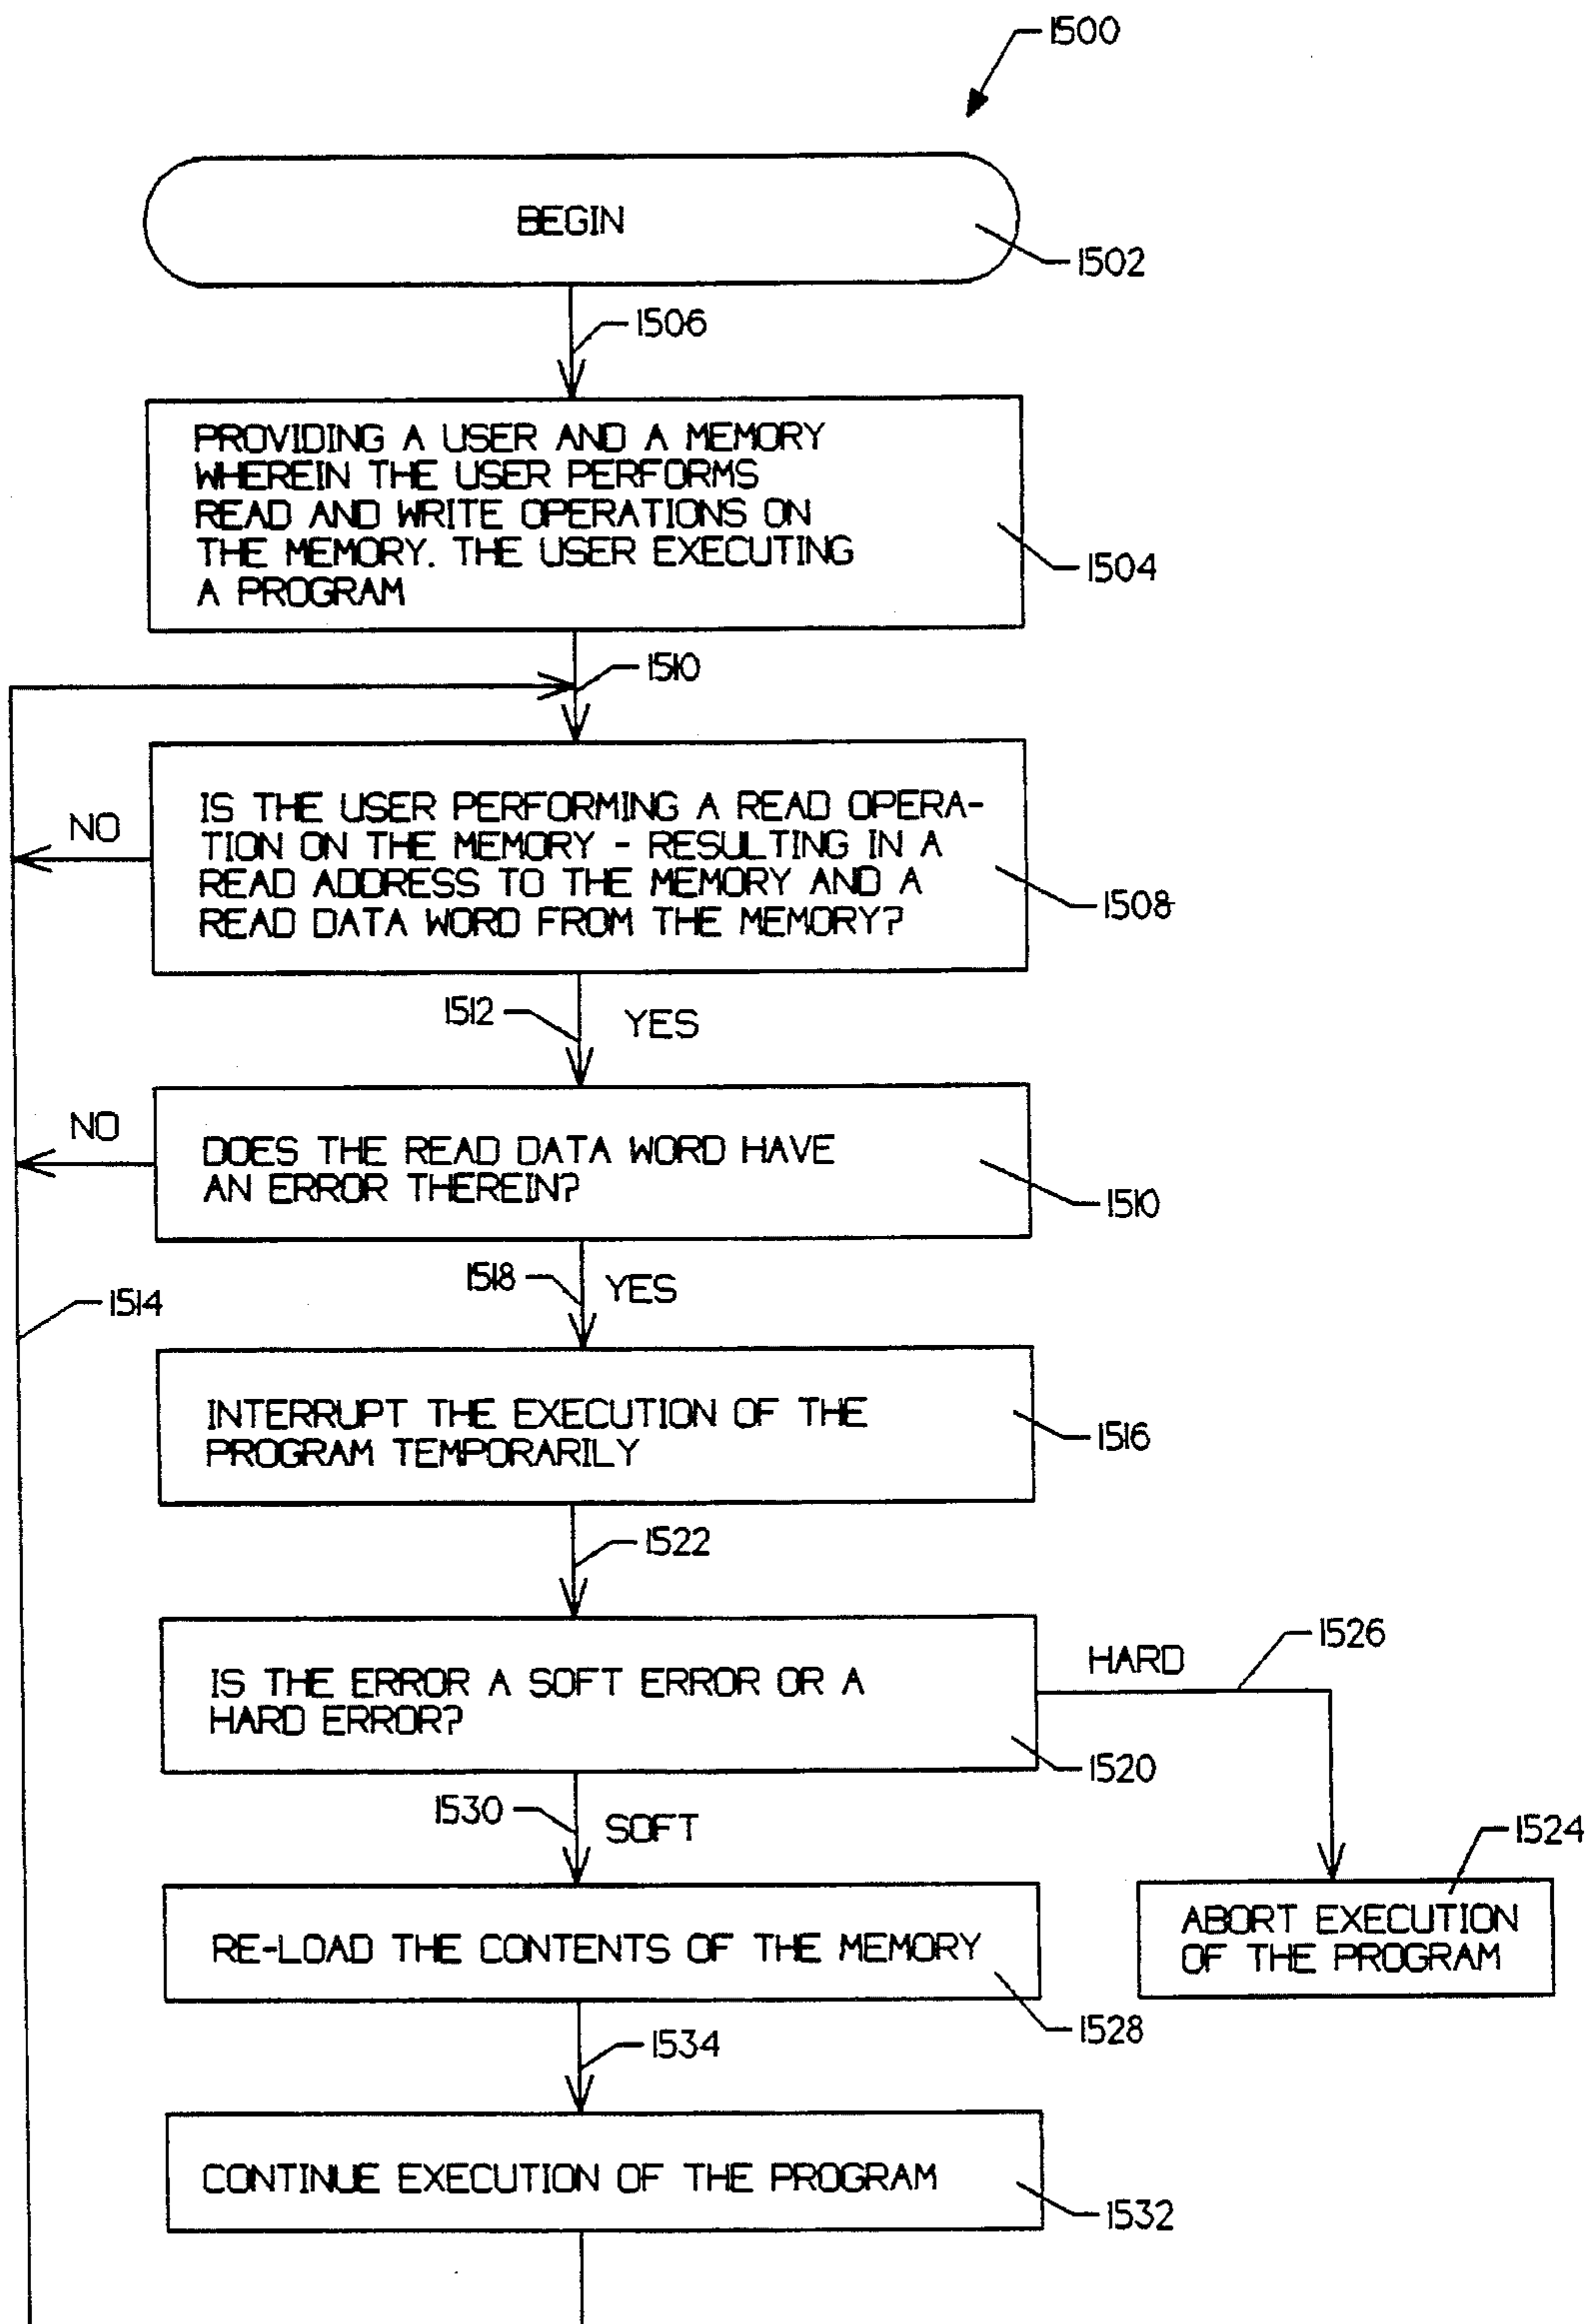 1500
BEGIN
1502
1506
PROVIDING A USER AND A MEMORY
WHEREIN THE USER PERFORMS
READ AND WRITE OPERATIONS ON
THE MEMORY. THE USER EXECUTING
A PROGRAM
1504
1510
IS THE USER PERFORMING A READ OPERA-
TION ON THE MEMORY - RESULTING IN A
READ ADDRESS TO THE MEMORY AND A
READ DATA WORD FROM THE MEMORY?
NO
1508
1512
YES
DOES THE READ DATA WORD HAVE
AN ERROR THEREIN?
NO
1510
1518
YES
1514
INTERRUPT THE EXECUTION OF THE
PROGRAM TEMPORARILY
1516
1522
IS THE ERROR A SOFT ERROR OR A
HARD ERROR?
HARD
1526
1520
1530
SOFT
1524
ABORT EXECUTION
OF THE PROGRAM
RE-LOAD THE CONTENTS OF THE MEMORY
1528
1534
CONTINUE EXECUTION OF THE PROGRAM
1532